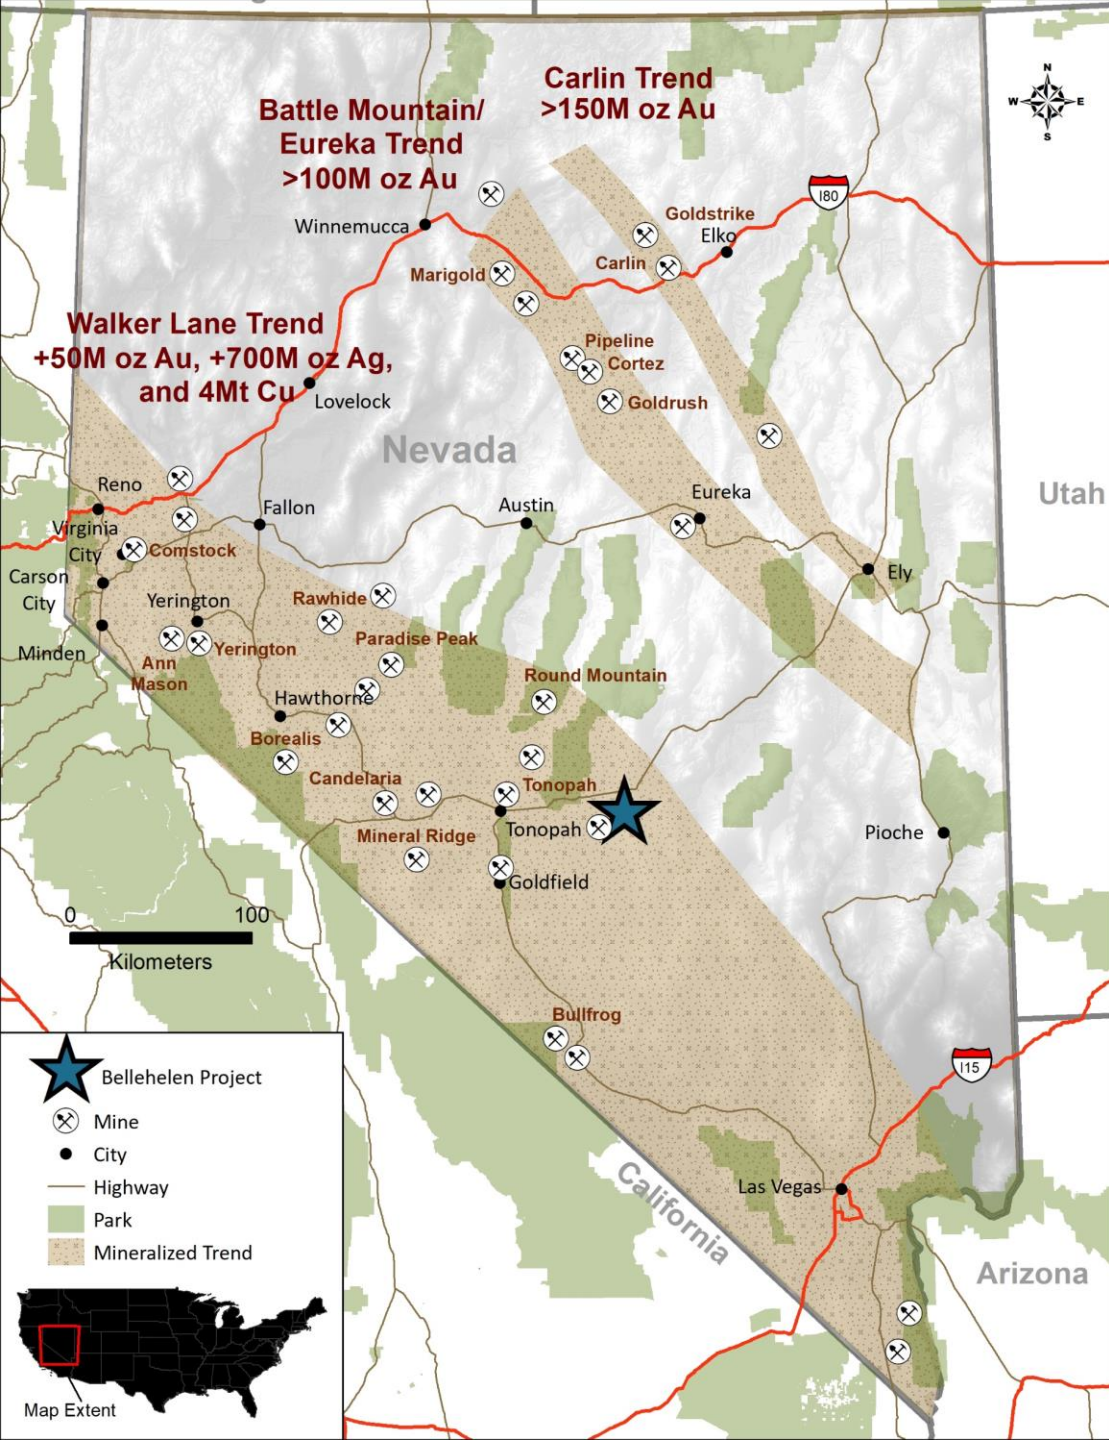 Carlin Trend
>150M oz Au
Battle Mountain/
Eureka Trend
>100M oz Au
N
W
E
S
I80
Goldstrike
Winnemucca
Elko
Carlin
Marigold
Walker Lane Trend
+50M oz Au, +700M oz Ag,
and 4Mt Cu
Pipeline
Cortez
Lovelock
Goldrush
Nevada
Reno
Eureka
Utah
Fallon
Austin
Virginia
City
Comstock
Carson
City
Ely
Yerington
Rawhide
Minden
Yerington
Paradise Peak
Ann
Mason
Round Mountain
Hawthorne
Borealis
Candelaria
Tonopah
Mineral Ridge
Tonopah
Pioche
Goldfield
0
100
Kilometers
Bullfrog
I15
Bellehelen Project
Mine
City
Highway
Park
Mineralized Trend
Map Extent
Las Vegas
California
Arizona